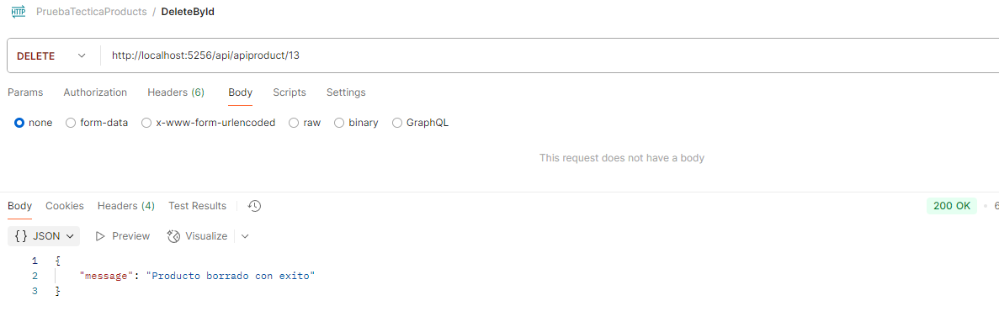 HTTP PruebaTecticaProducts / DeleteById
DELETE http://localhost:5256/api/apiproduct/13
Params Authorization Headers (6) Body Scripts Settings
none form-data x-www-form-urlencoded raw binary GraphQL
This request does not have a body
Body Cookies Headers (4) Test Results 200 OK • 6
{} JSON Preview Visualize
1 {
2 "message": "Producto borrado con exito"
3 }